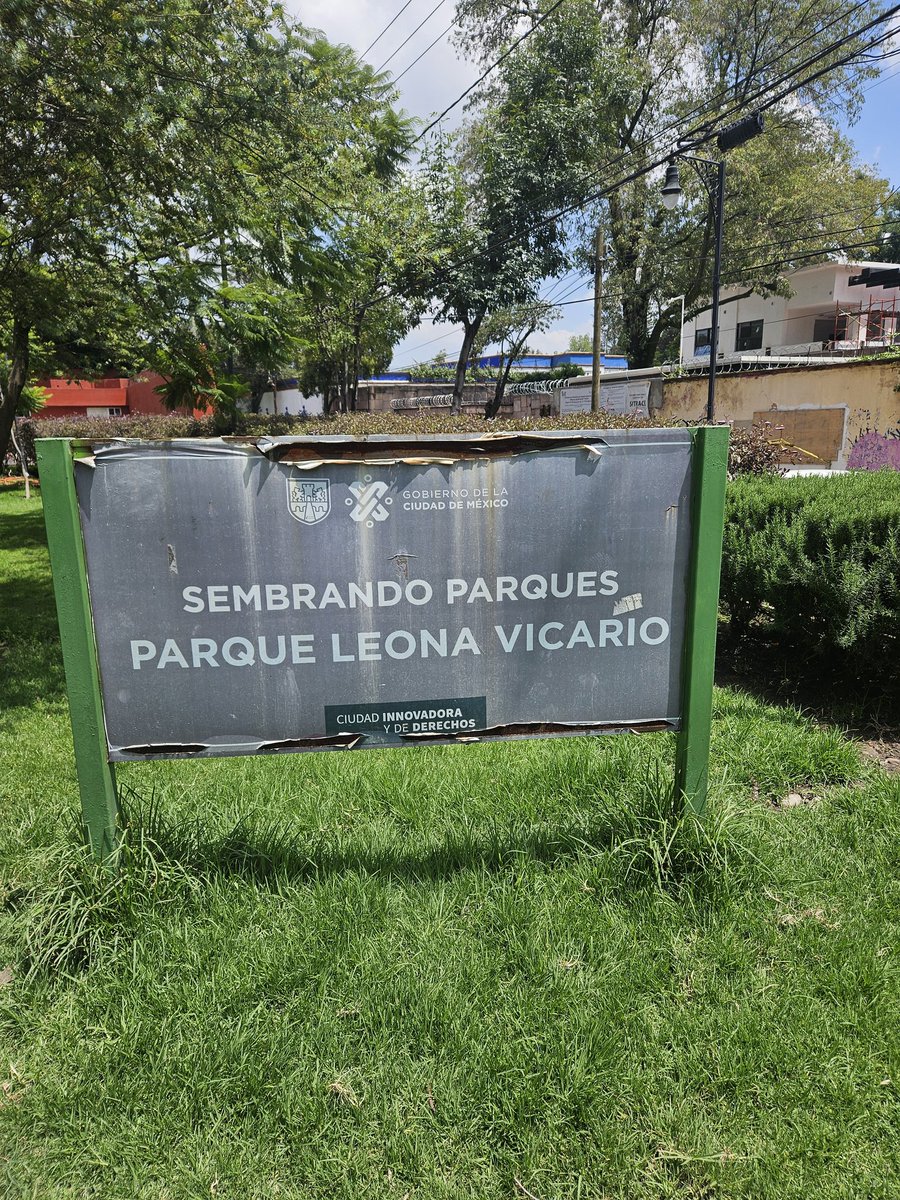 GOBIERNO DE LA
CIUDAD DE MÉXICO
SEMBRANDO PARQUES
PARQUE LEONA VICARIO
CIUDAD INNOVADORA
Y DE DERECHOS